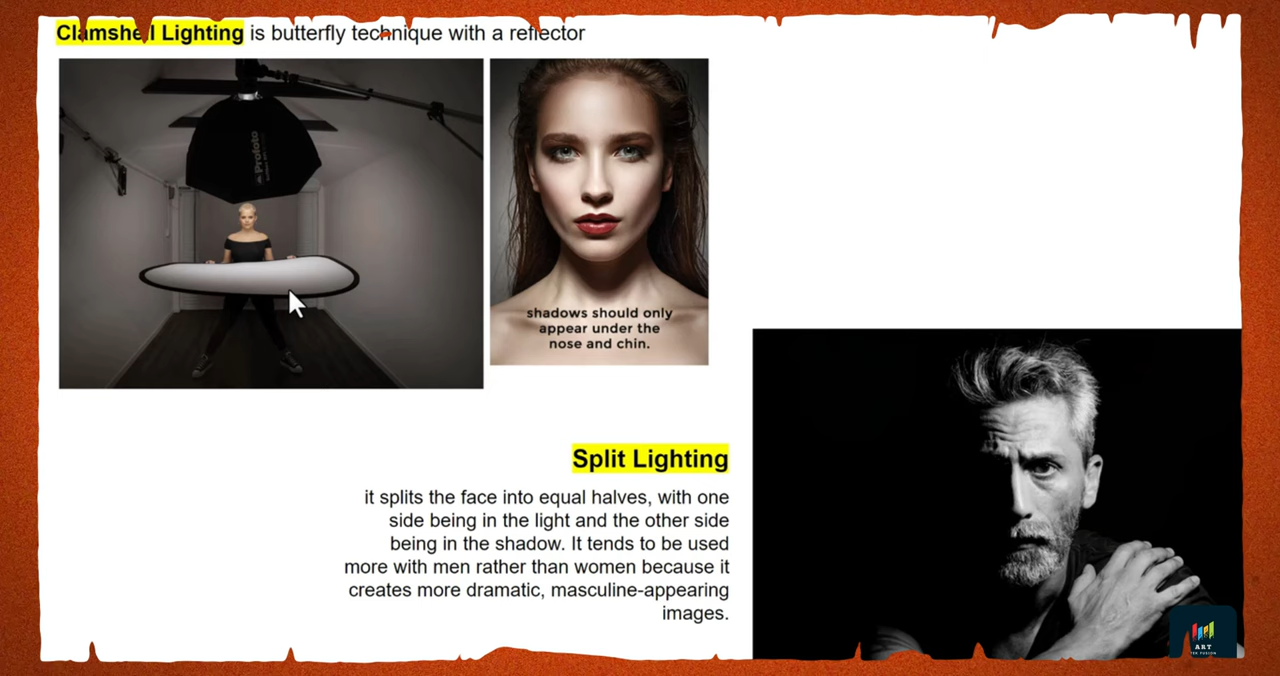 Clamshell Lighting is butterfly technique with a reflector
Profoto
shadows should only
appear under the
nose and chin.
Split Lighting
it splits the face into equal halves, with one
side being in the light and the other side
being in the shadow. It tends to be used
more with men rather than women because it
creates more dramatic, masculine-appearing
images.
ART